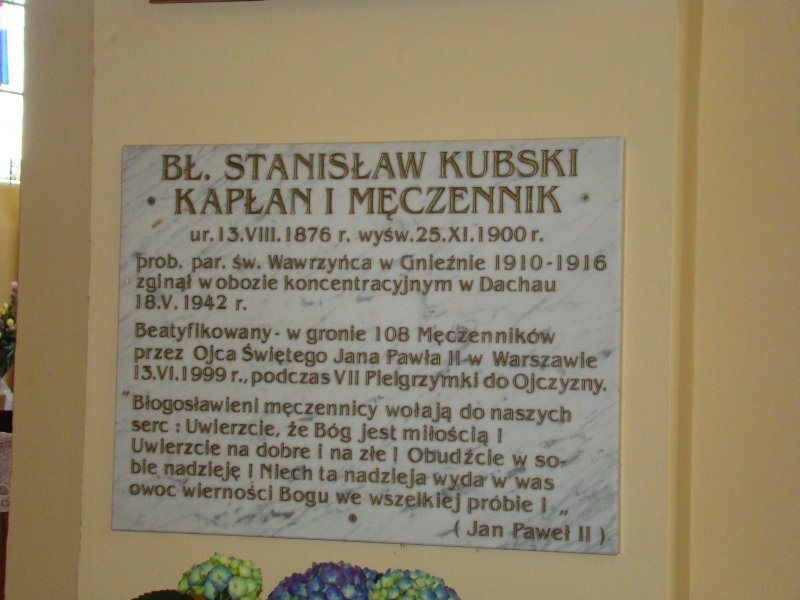 BŁ. STANISŁAW KUBSKI
KAPŁAN I MĘCZENNIK
ur. 13.VIII.1876 r. wyśw. 25.XI.1900 r.
prob. par. św. Wawrzyńca w Gnieźnie 1910-1916
zginął w obozie koncentracyjnym w Dachau
18.V.1942 r.
Beatyfikowany - w gronie 108 Męczenników
przez Ojca Świętego Jana Pawła II w Warszawie
13.VI.1999 r., podczas VII Pielgrzymki do Ojczyzny.
"Błogosławieni męczennicy wołają do naszych
serc : Uwierzcie, że Bóg jest miłością !
Uwierzcie na dobre i na złe ! Obudźcie w so-
bie nadzieję ! Niech ta nadzieja wyda w was
owoc wierności Bogu we wszelkiej próbie ! „
( Jan Paweł II )